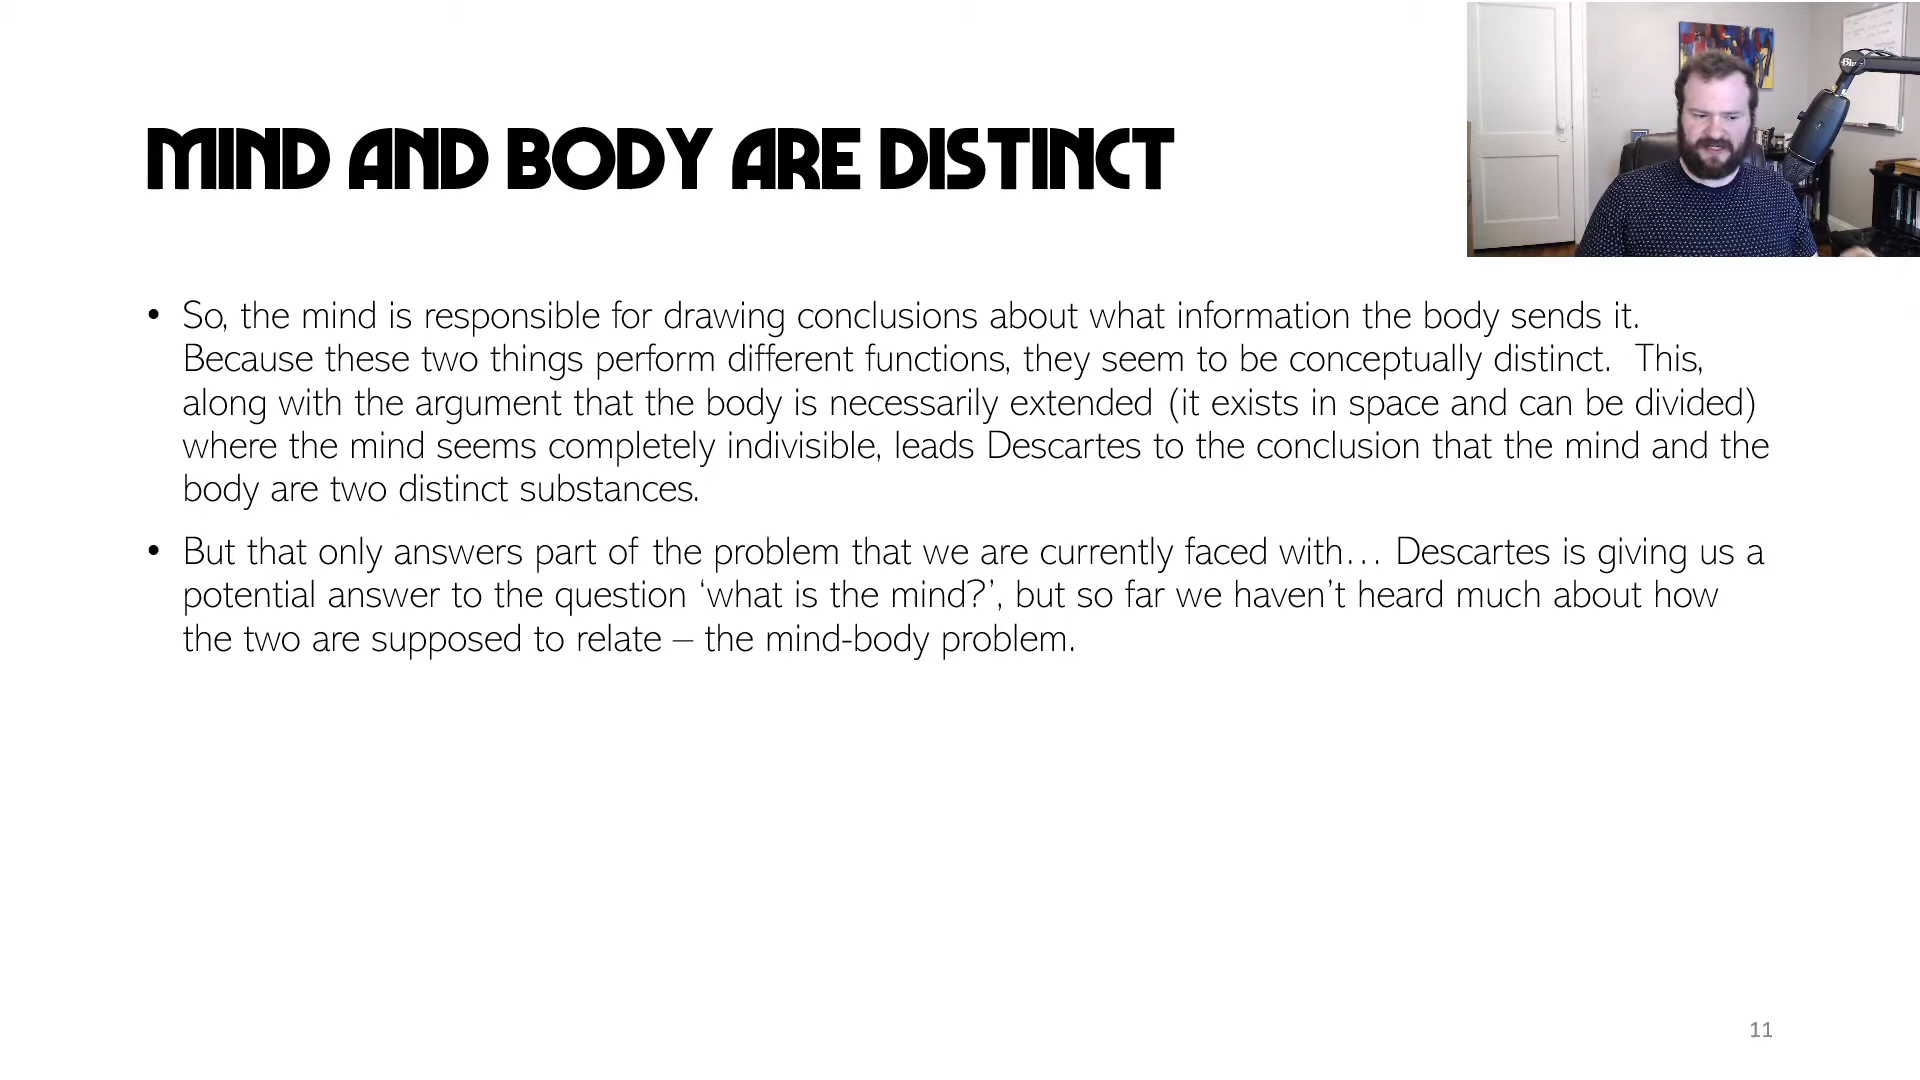 MIND AND BODY ARE DISTINCT
• So, the mind is responsible for drawing conclusions about what information the body sends it.
Because these two things perform different functions, they seem to be conceptually distinct.  This,
along with the argument that the body is necessarily extended (it exists in space and can be divided)
where the mind seems completely indivisible, leads Descartes to the conclusion that the mind and the
body are two distinct substances.
• But that only answers part of the problem that we are currently faced with… Descartes is giving us a
potential answer to the question ‘what is the mind?’, but so far we haven’t heard much about how
the two are supposed to relate – the mind-body problem.
11